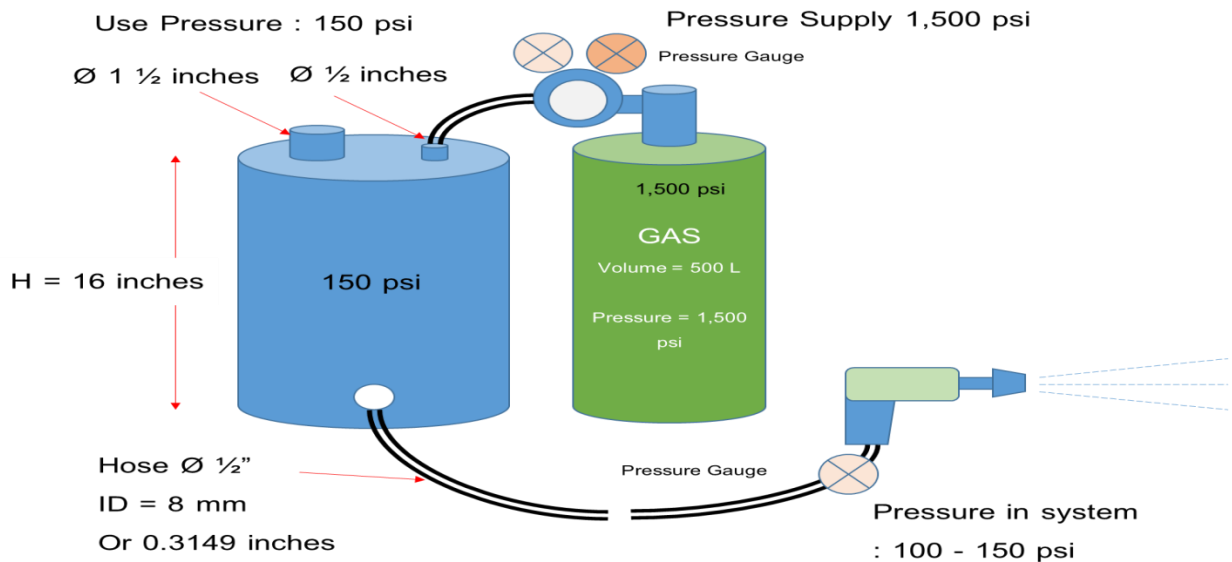 Use Pressure : 150 psi
Pressure Supply 1,500 psi
Pressure Gauge
Ø 1 ½ inches
Ø ½ inches
1,500 psi
GAS
Volume = 500 L
Pressure = 1,500
psi
H = 16 inches
150 psi
Hose Ø ½”
ID = 8 mm
Or 0.3149 inches
Pressure Gauge
Pressure in system
: 100 - 150 psi